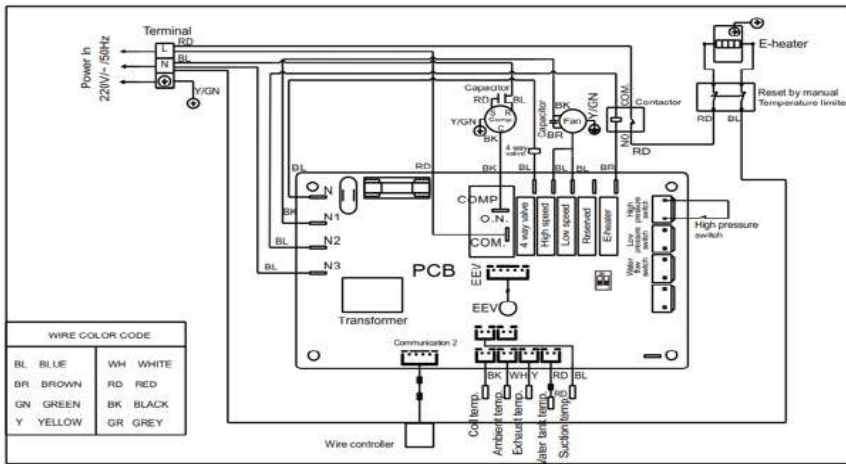 Terminal
Power In
220V/~/50Hz
L
N
RD
BL
Y/GN
Capacitor
RD
BL
S
R
Comp
C
Y/GN
BK
4 way
valve
Capacitor
BK
Fan
BR
Y/GN
COM.
Contactor
NO
RD
E-heater
Reset by manual
Temperature limite
RD
BL
BL
RD
BK
BL
BL
BL
BR
N
BK
N1
BL
N2
BL
N3
COMP
O.N.
COM.
4 way valve
High speed
Low speed
Reserved
E-heater
High
pressure
switch
Low
pressure
switch
Water
flow
switch
High pressure
switch
PCB
EEV
EEV
Transformer
Communication 2
BK
WH
Y
RD
BL
RD
Coil temp.
Ambient temp.
Exhaust temp.
Water tank temp.
Suction temp.
Wire controller
WIRE COLOR CODE
BL BLUE WH WHITE
BR BROWN RD RED
GN GREEN BK BLACK
Y YELLOW GR GREY